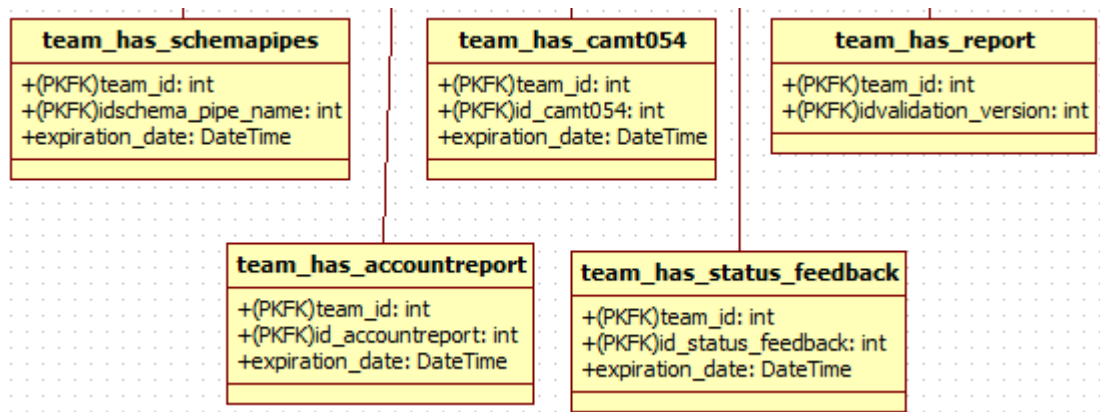 team_has_schemapipes
+(PKFK)team_id: int
+(PKFK)idschema_pipe_name: int
+expiration_date: DateTime
team_has_camt054
+(PKFK)team_id: int
+(PKFK)id_camt054: int
+expiration_date: DateTime
team_has_report
+(PKFK)team_id: int
+(PKFK)idvalidation_version: int
team_has_accountreport
+(PKFK)team_id: int
+(PKFK)id_accountreport: int
+expiration_date: DateTime
team_has_status_feedback
+(PKFK)team_id: int
+(PKFK)id_status_feedback: int
+expiration_date: DateTime